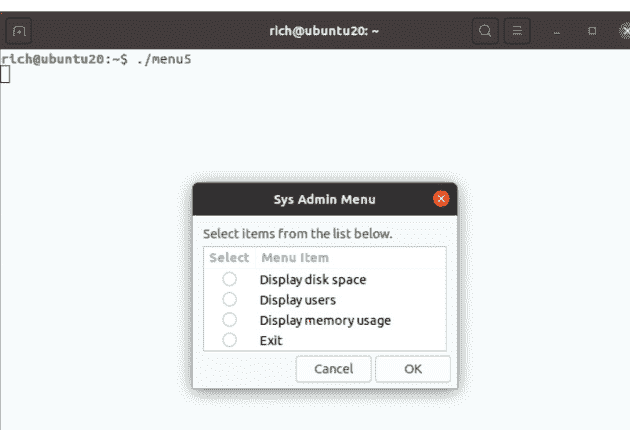 rich@ubuntu20: ~
rich@ubuntu20:~$ ./menu5
Sys Admin Menu
Select items from the list below.
Select Menu Item
Display disk space
Display users
Display memory usage
Exit
Cancel OK